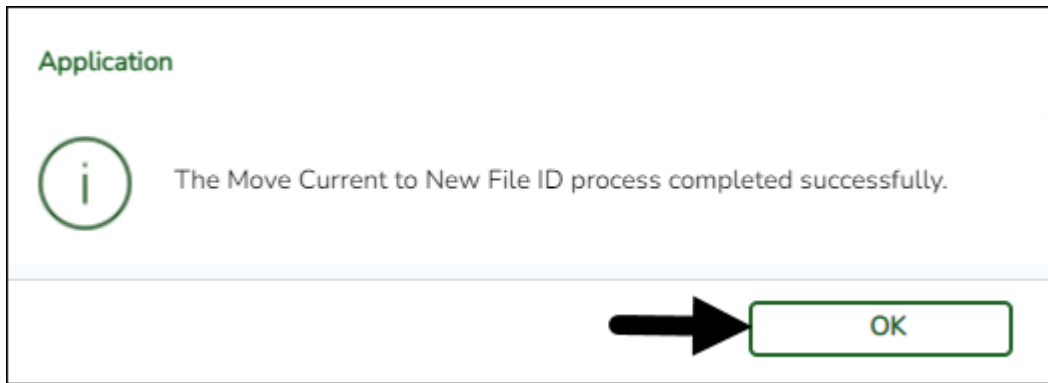 Application
The Move Current to New File ID process completed successfully.
OK